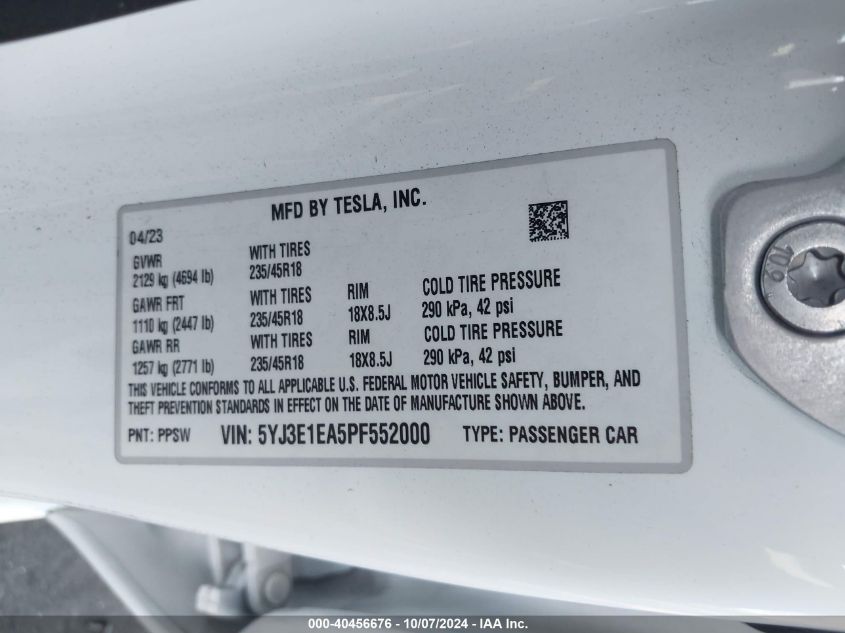 MFD BY TESLA, INC.
04/23
GVWR
2129 kg (4694 lb)
WITH TIRES
235/45R18
GAWR FRT
1110 kg (2447 lb)
WITH TIRES
235/45R18
RIM
18X8.5J
COLD TIRE PRESSURE
290 kPa, 42 psi
GAWR RR
1257 kg (2771 lb)
WITH TIRES
235/45R18
RIM
18X8.5J
COLD TIRE PRESSURE
290 kPa, 42 psi
THIS VEHICLE CONFORMS TO ALL APPLICABLE U.S. FEDERAL MOTOR VEHICLE SAFETY, BUMPER, AND
THEFT PREVENTION STANDARDS IN EFFECT ON THE DATE OF MANUFACTURE SHOWN ABOVE.
PNT: PPSW VIN: 5YJ3E1EA5PF552000 TYPE: PASSENGER CAR
10.9
000-40456676 - 10/07/2024 - IAA Inc.